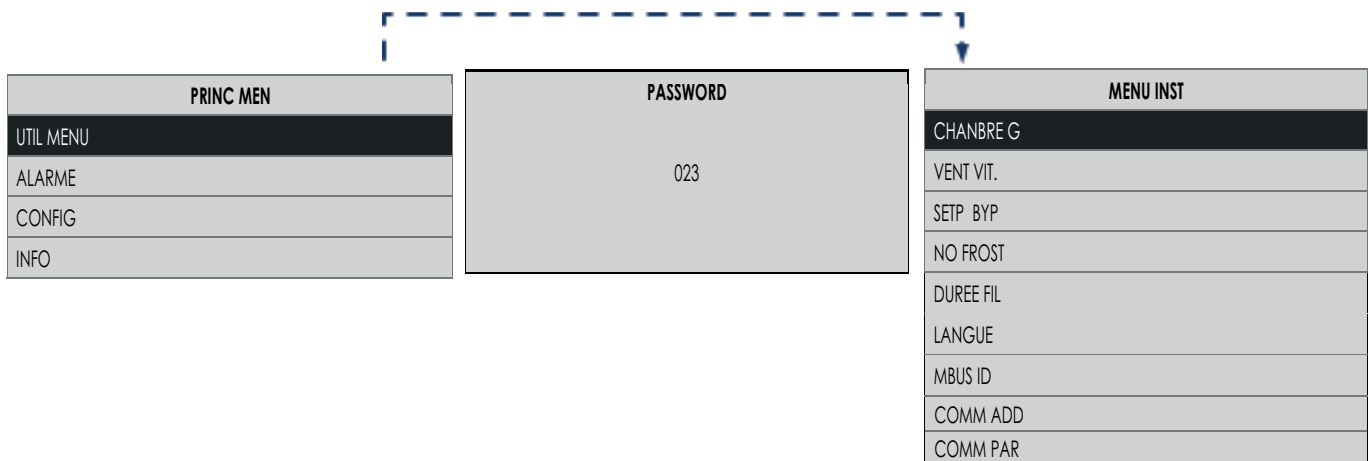 PRINC MEN
UTIL MENU
ALARME
CONFIG
INFO
PASSWORD
023
MENU INST
CHANBRE G
VENT VIT.
SETP BYP
NO FROST
DUREE FIL
LANGUE
MBUS ID
COMM ADD
COMM PAR